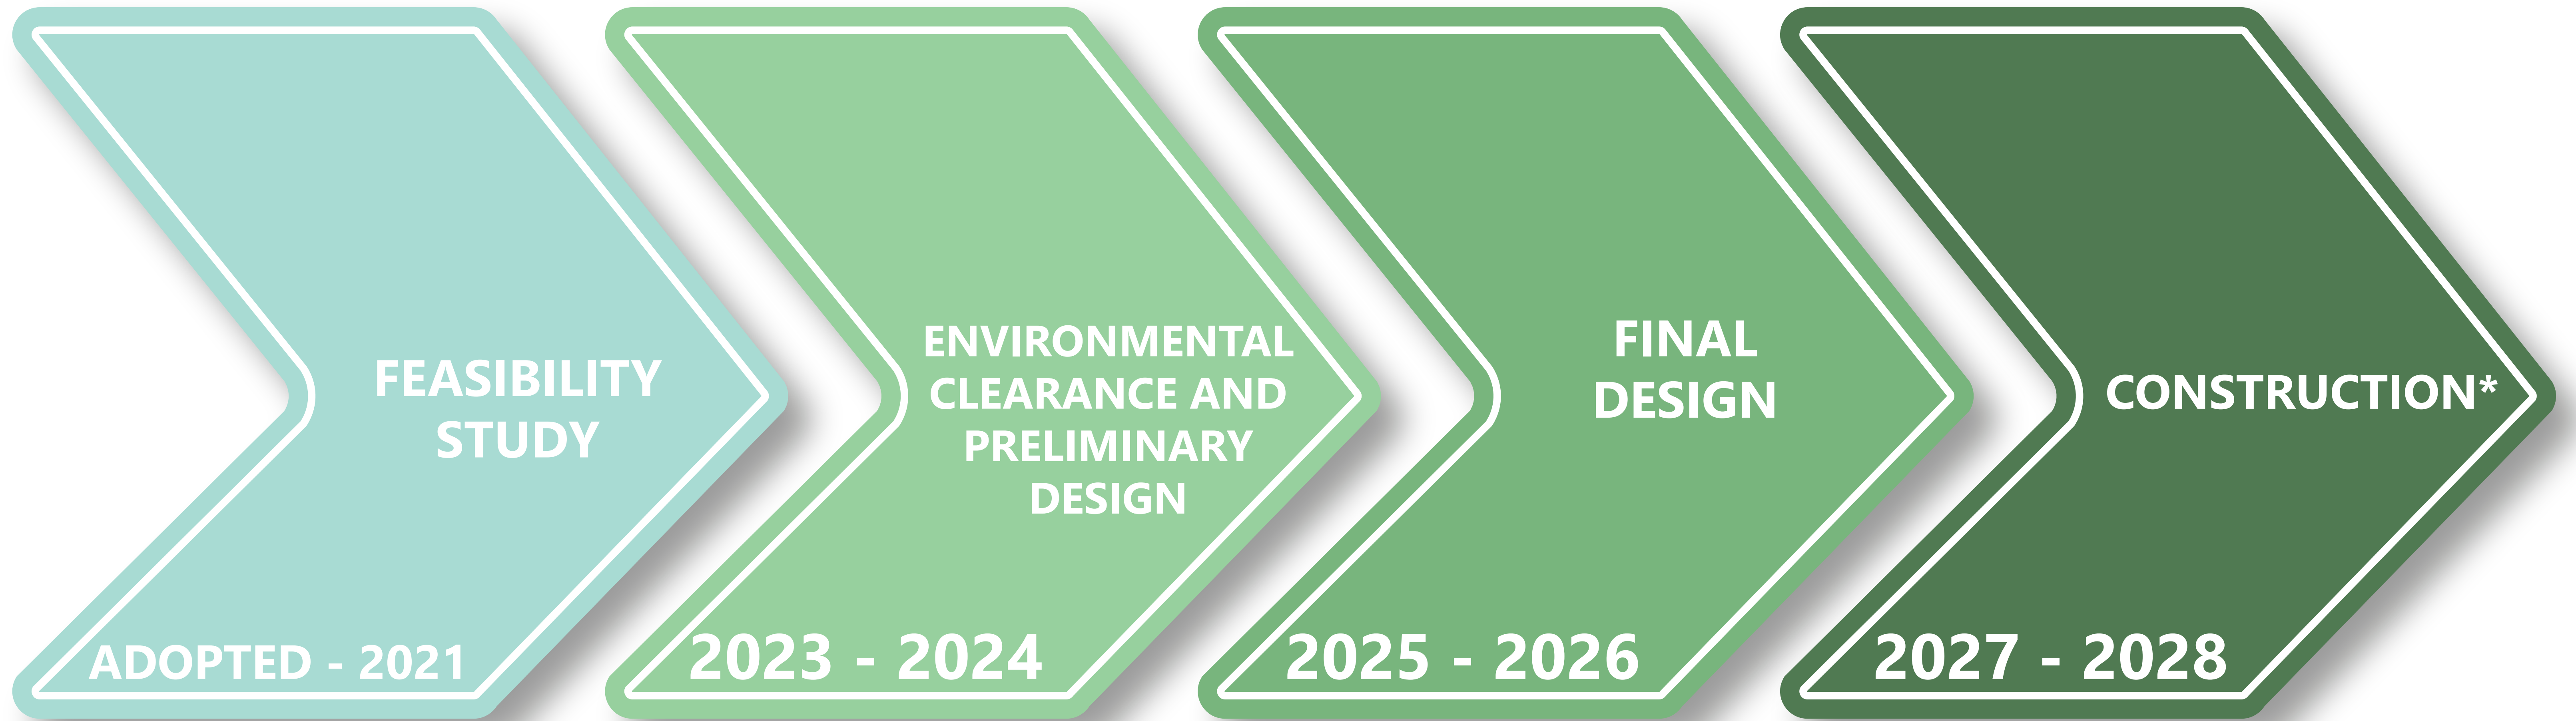 FEASIBILITY
STUDY
ADOPTED - 2021
ENVIRONMENTAL
CLEARANCE AND
PRELIMINARY
DESIGN
2023 - 2024
FINAL
DESIGN
2025 - 2026
CONSTRUCTION*
2027 - 2028